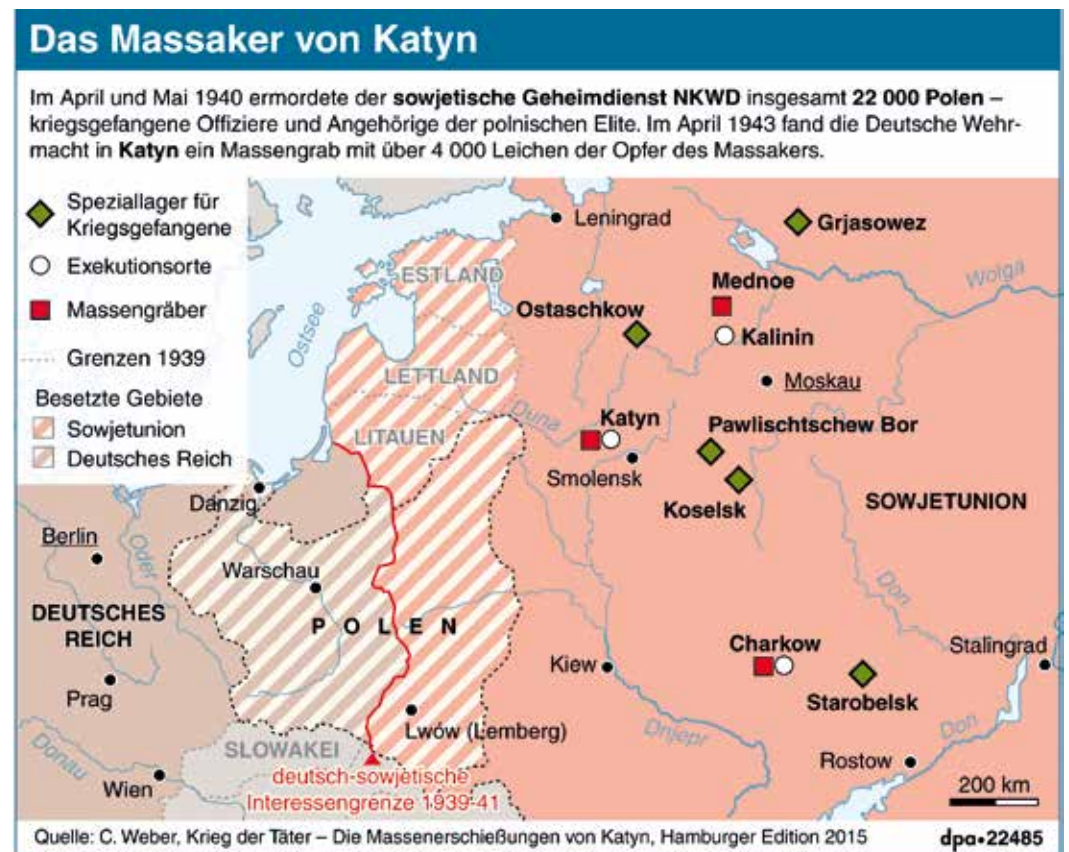 Das Massaker von Katyn
Im April und Mai 1940 ermordete der sowjetische Geheimdienst NKWD insgesamt 22 000 Polen –
kriegsgefangene Offiziere und Angehörige der polnischen Elite. Im April 1943 fand die Deutsche Wehr-
macht in Katyn ein Massengrab mit über 4 000 Leichen der Opfer des Massakers.
Speziallager für
Kriegsgefangene
Exekutionsorte
Massengräber
Grenzen 1939
Besetzte Gebiete
Sowjetunion
Deutsches Reich
Leningrad
Grjasowez
Wolga
ESTLAND
Mednoe
Ostsee
Ostaschkow
Kalinin
LETTLAND
Moskau
Duna
Katyn
Pawlischtschew Bor
LITAUEN
Smolensk
Koselsk
SOWJETUNION
Danzig
Berlin
Oder
Warschau
Don
DEUTSCHES
REICH
POLEN
Charkow
Stalingrad
Kiew
Prag
Starobelsk
Lwów (Lemberg)
Dnjepr
Don
SLOWAKEI
Donau
Rostow
Wien
deutsch-sowjetische
Interessengrenze 1939-41
200 km
Quelle: C. Weber, Krieg der Täter – Die Massenerschießungen von Katyn, Hamburger Edition 2015
dpa•22485